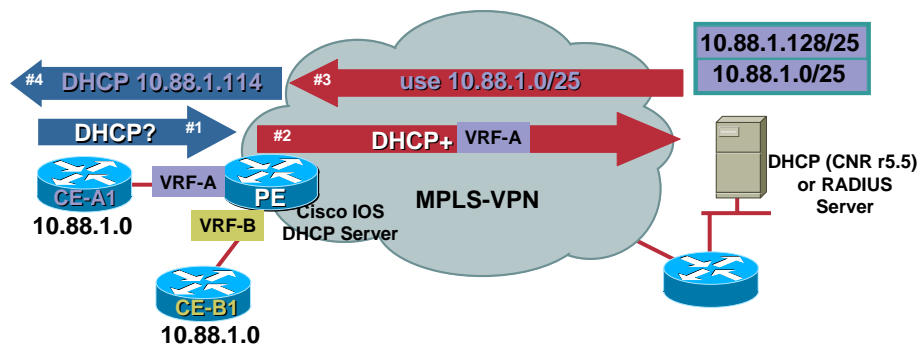 10.88.1.128/25
10.88.1.0/25
#4 DHCP 10.88.1.114
#3 use 10.88.1.0/25
DHCP? #1
#2 DHCP+ VRF-A
DHCP (CNR r5.5)
or RADIUS
Server
CE-A1
VRF-A
PE
MPLS-VPN
10.88.1.0
VRF-B
Cisco IOS
DHCP Server
CE-B1
10.88.1.0